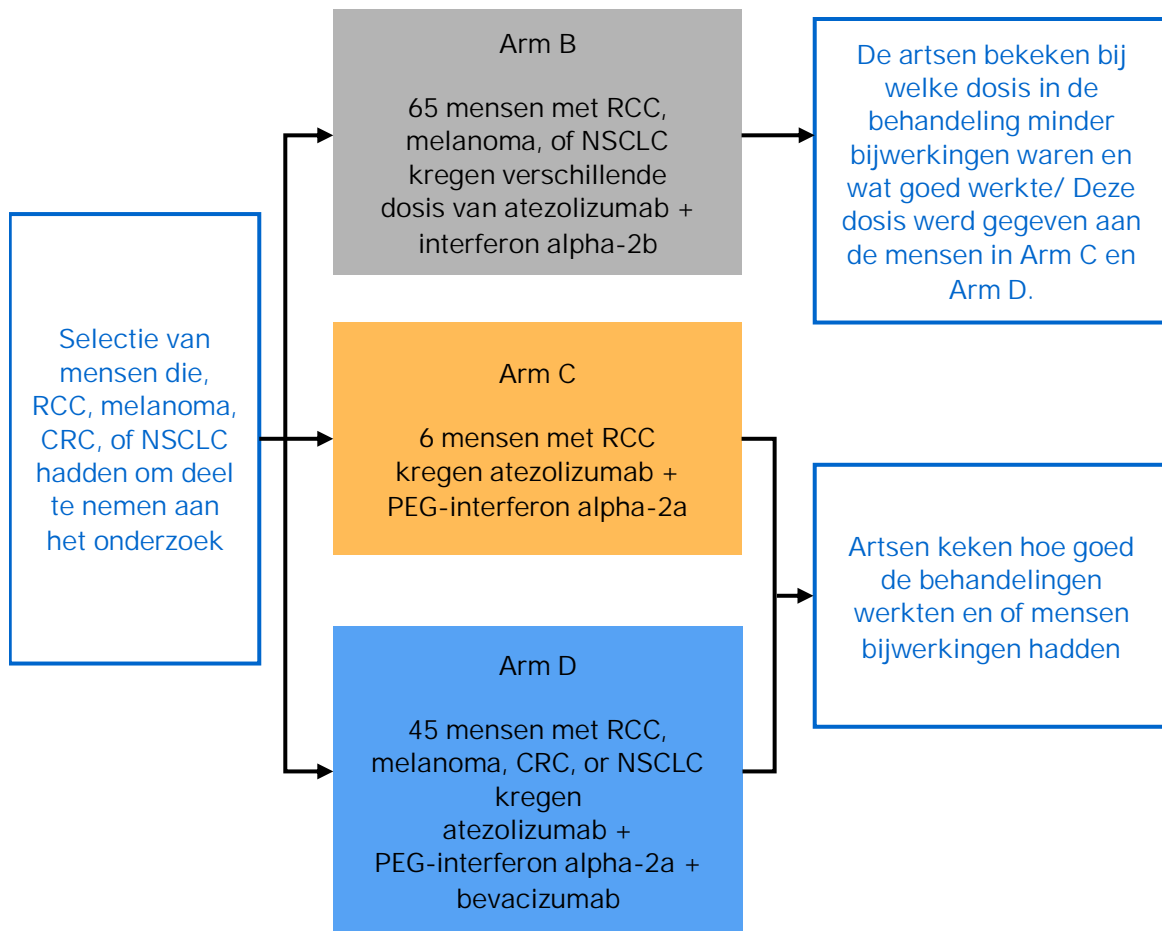 Selectie van
mensen die,
RCC, melanoma,
CRC, of NSCLC
hadden om deel
te nemen aan
het onderzoek
Arm B
65 mensen met RCC,
melanoma, of NSCLC
kregen verschillende
dosis van atezolizumab +
interferon alpha-2b
De artsen bekeken bij
welke dosis in de
behandeling minder
bijwerkingen waren en
wat goed werkte/ Deze
dosis werd gegeven aan
de mensen in Arm C en
Arm D.
Arm C
6 mensen met RCC
kregen atezolizumab +
PEG-interferon alpha-2a
Arm D
45 mensen met RCC,
melanoma, CRC, or NSCLC
kregen
atezolizumab +
PEG-interferon alpha-2a +
bevacizumab
Artsen keken hoe goed
de behandelingen
werkten en of mensen
bijwerkingen hadden